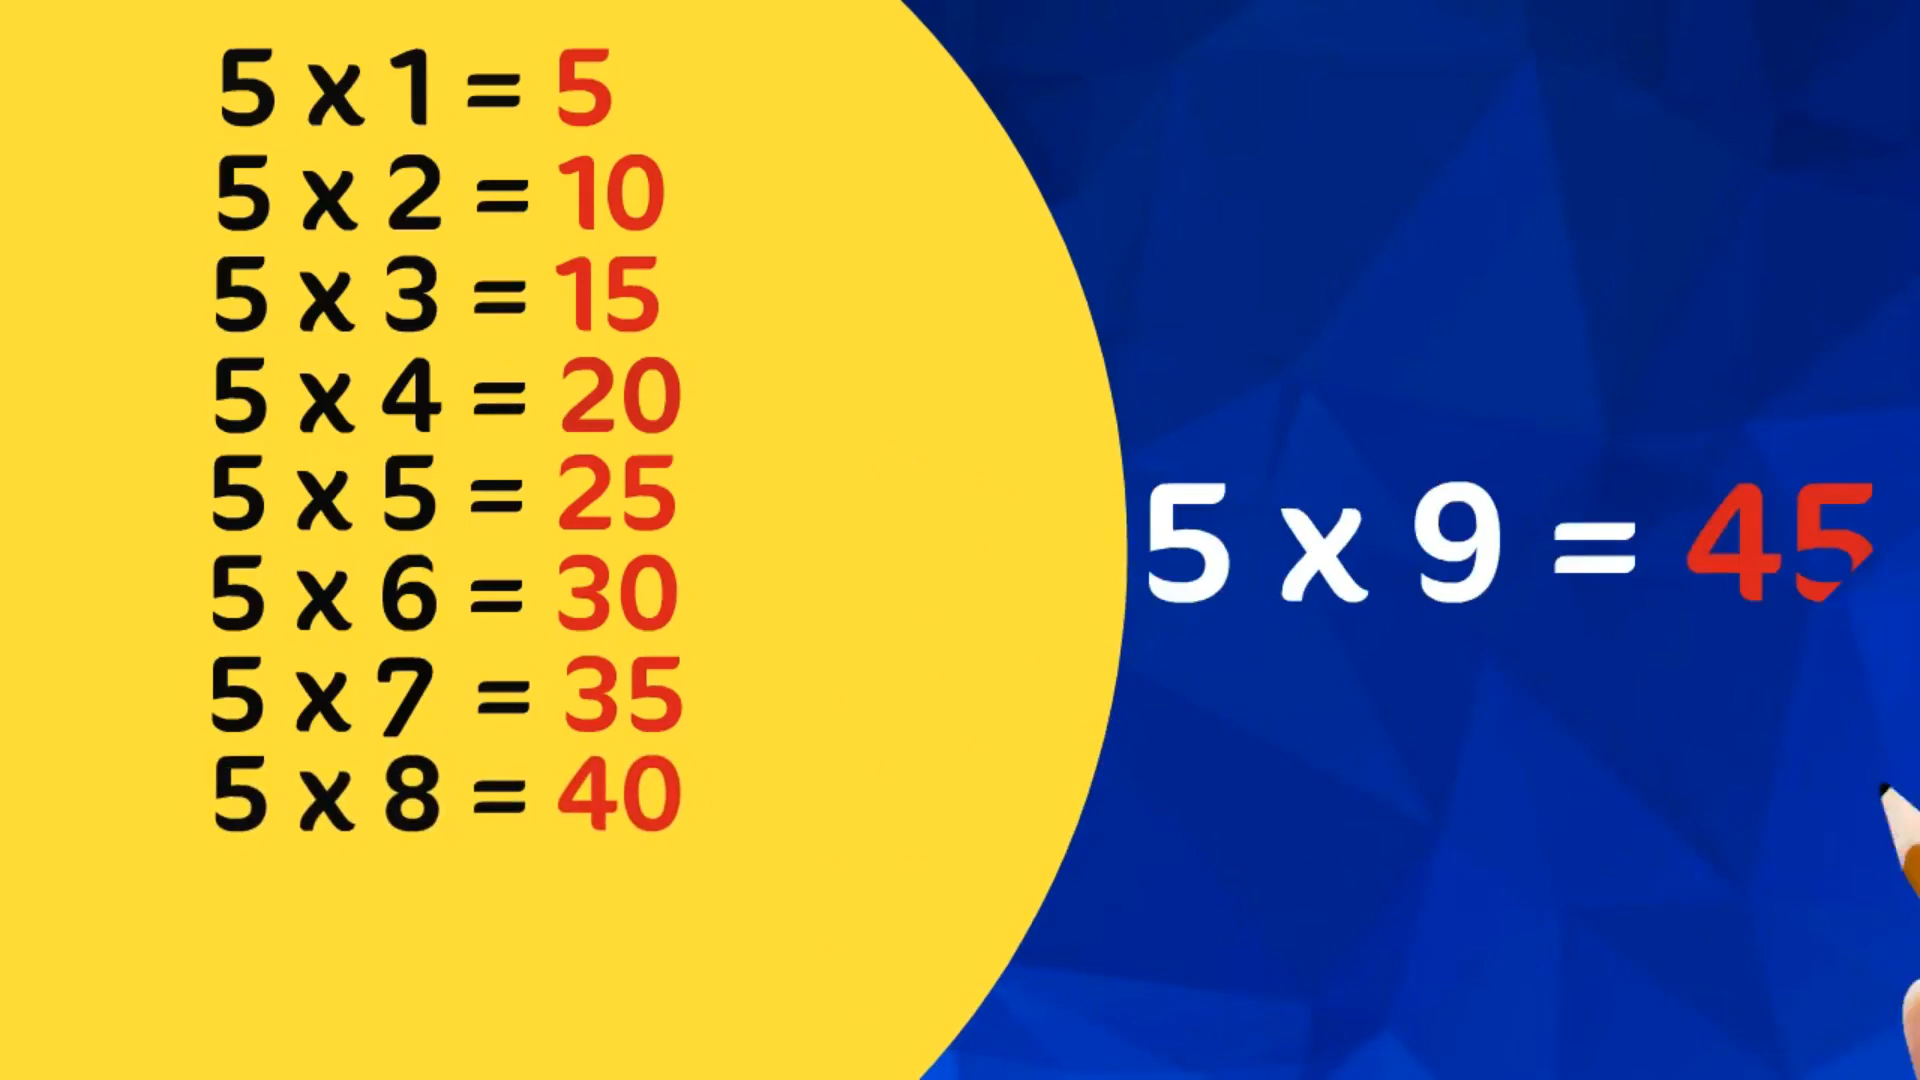 5 x 1 = 5
5 x 2 = 10
5 x 3 = 15
5 x 4 = 20
5 x 5 = 25
5 x 6 = 30
5 x 7 = 35
5 x 8 = 40
5 x 9 = 45